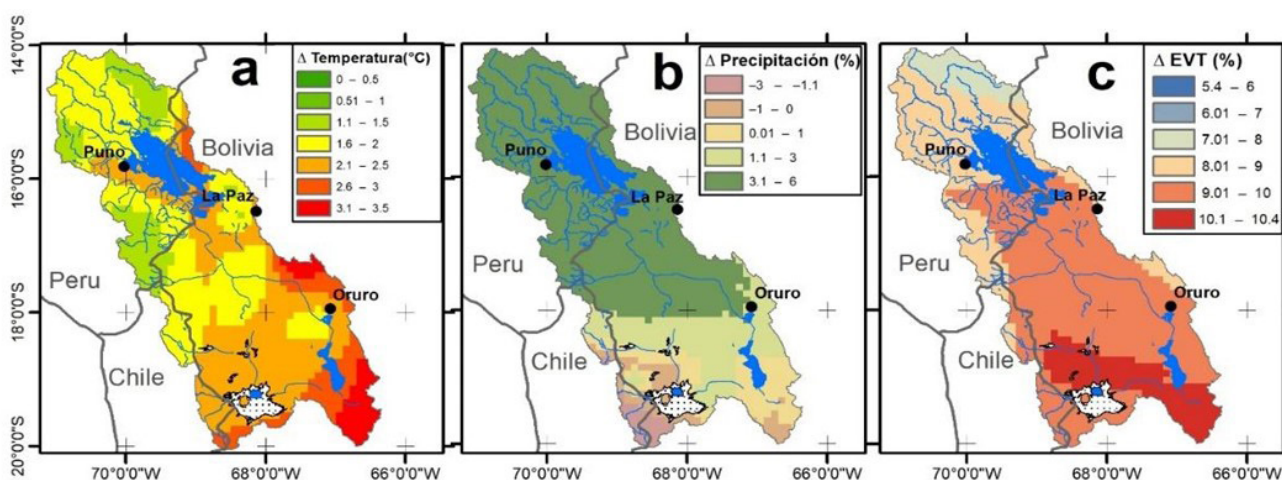 a
Δ Temperatura(°C)
0 – 0.5
0.51 – 1
1.1 – 1.5
1.6 – 2
2.1 – 2.5
2.6 – 3
3.1 – 3.5
Bolivia
Puno
La Paz
Peru
Oruro
Chile
14°0'0"S
16°0'0"S
18°0'0"S
20°0'0"S
70°0'0"W
68°0'0"W
66°0'0"W
b
Δ Precipitación (%)
–3 – –1.1
–1 – 0
0.01 – 1
1.1 – 3
3.1 – 6
Bolivia
Puno
La Paz
Peru
Oruro
Chile
70°0'0"W
68°0'0"W
66°0'0"W
c
Δ EVT (%)
5.4 – 6
6.01 – 7
7.01 – 8
8.01 – 9
9.01 – 10
10.1 – 10.4
Bolivia
Puno
La Paz
Peru
Oruro
Chile
70°0'0"W
68°0'0"W
66°0'0"W